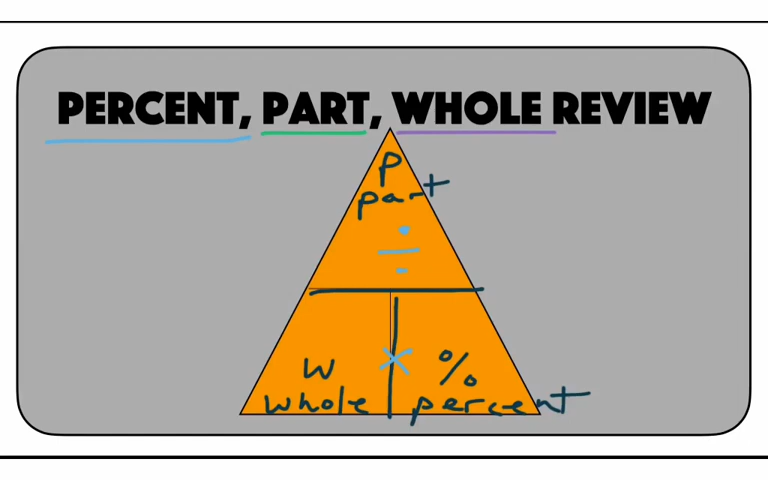 PERCENT, PART, WHOLE REVIEW
P
part
÷
W × %
whole percent